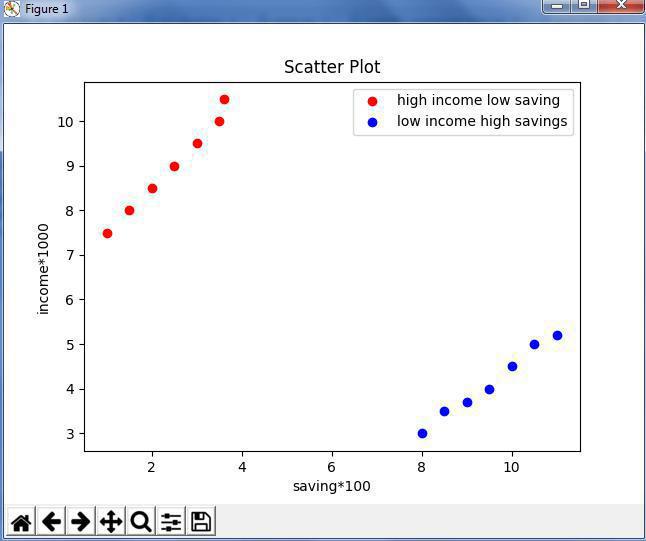 Figure 1
Scatter Plot
high income low saving
low income high savings
10
9
8
7
6
5
4
3
income*1000
2 4 6 8 10
saving*100